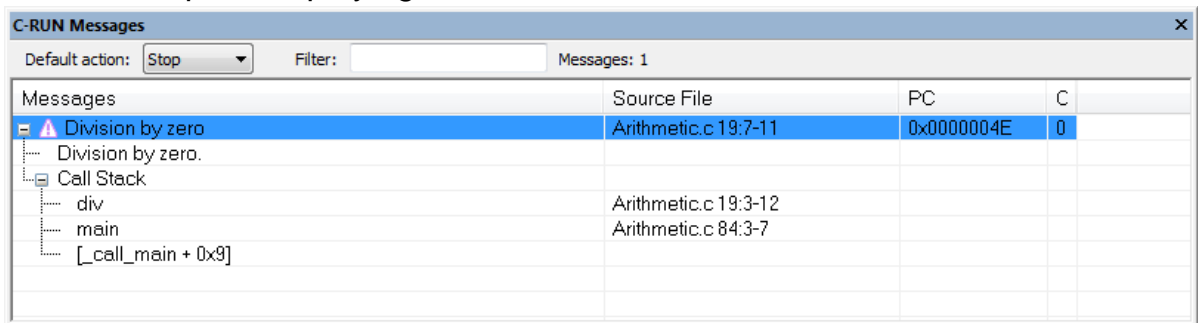 C-RUN Messages
Default action: Stop Filter: Messages: 1
Messages Source File PC C
Division by zero Arithmetic.c 19:7-11 0x0000004E 0
Division by zero.
Call Stack
div Arithmetic.c 19:3-12
main Arithmetic.c 84:3-7
[_call_main + 0x9]